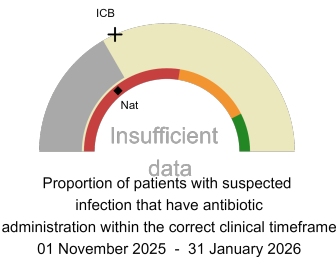 ICB
Nat
Insufficient
data
Proportion of patients with suspected
infection that have antibiotic
administration within the correct clinical timeframe
01 November 2025 - 31 January 2026